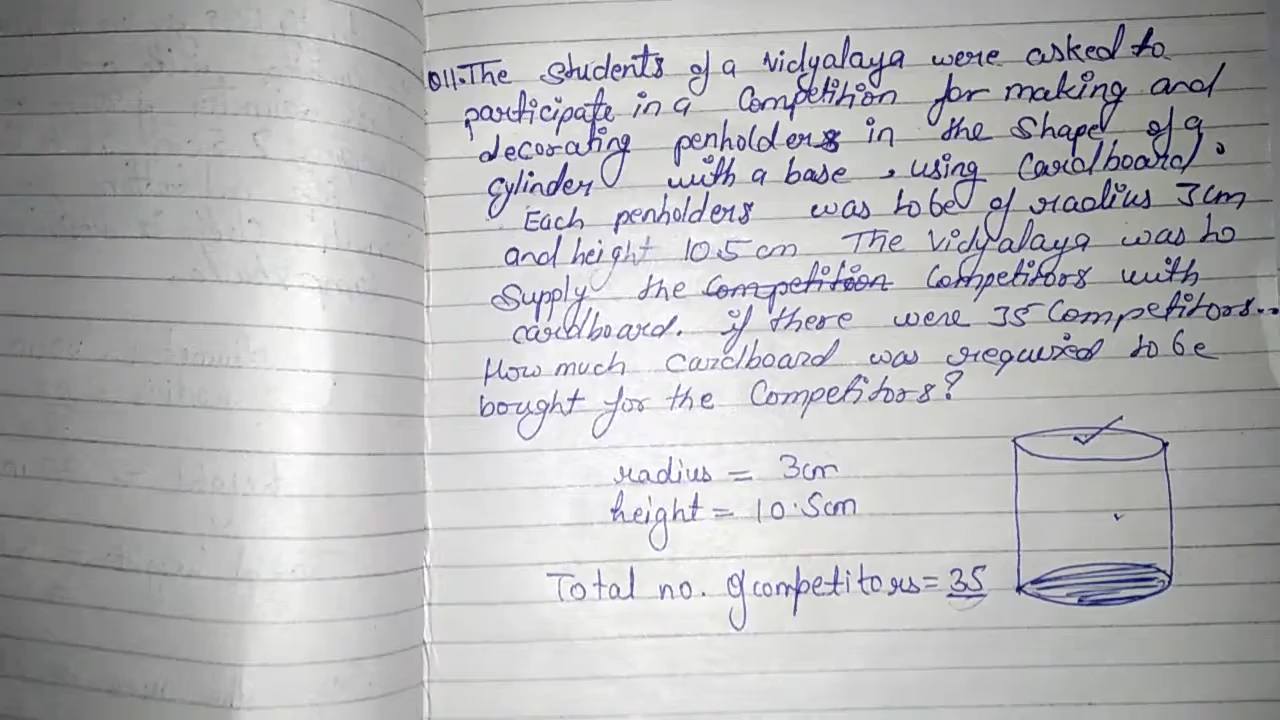 Q11. The students of a vidyalaya were asked to
participate in a Competition for making and
decorating penholders in the shape of a
Cylinder with a base, using Cardboard.
Each penholders was to be of radius 3cm
and height 10.5 cm The Vidyalaya was to
Supply the competition Competitors with
cardboard. if there were 35 Competitors...
How much cardboard was required to be
bought for the Competitors?
radius = 3cm
height = 10.5cm
Total no. of competitors = 35